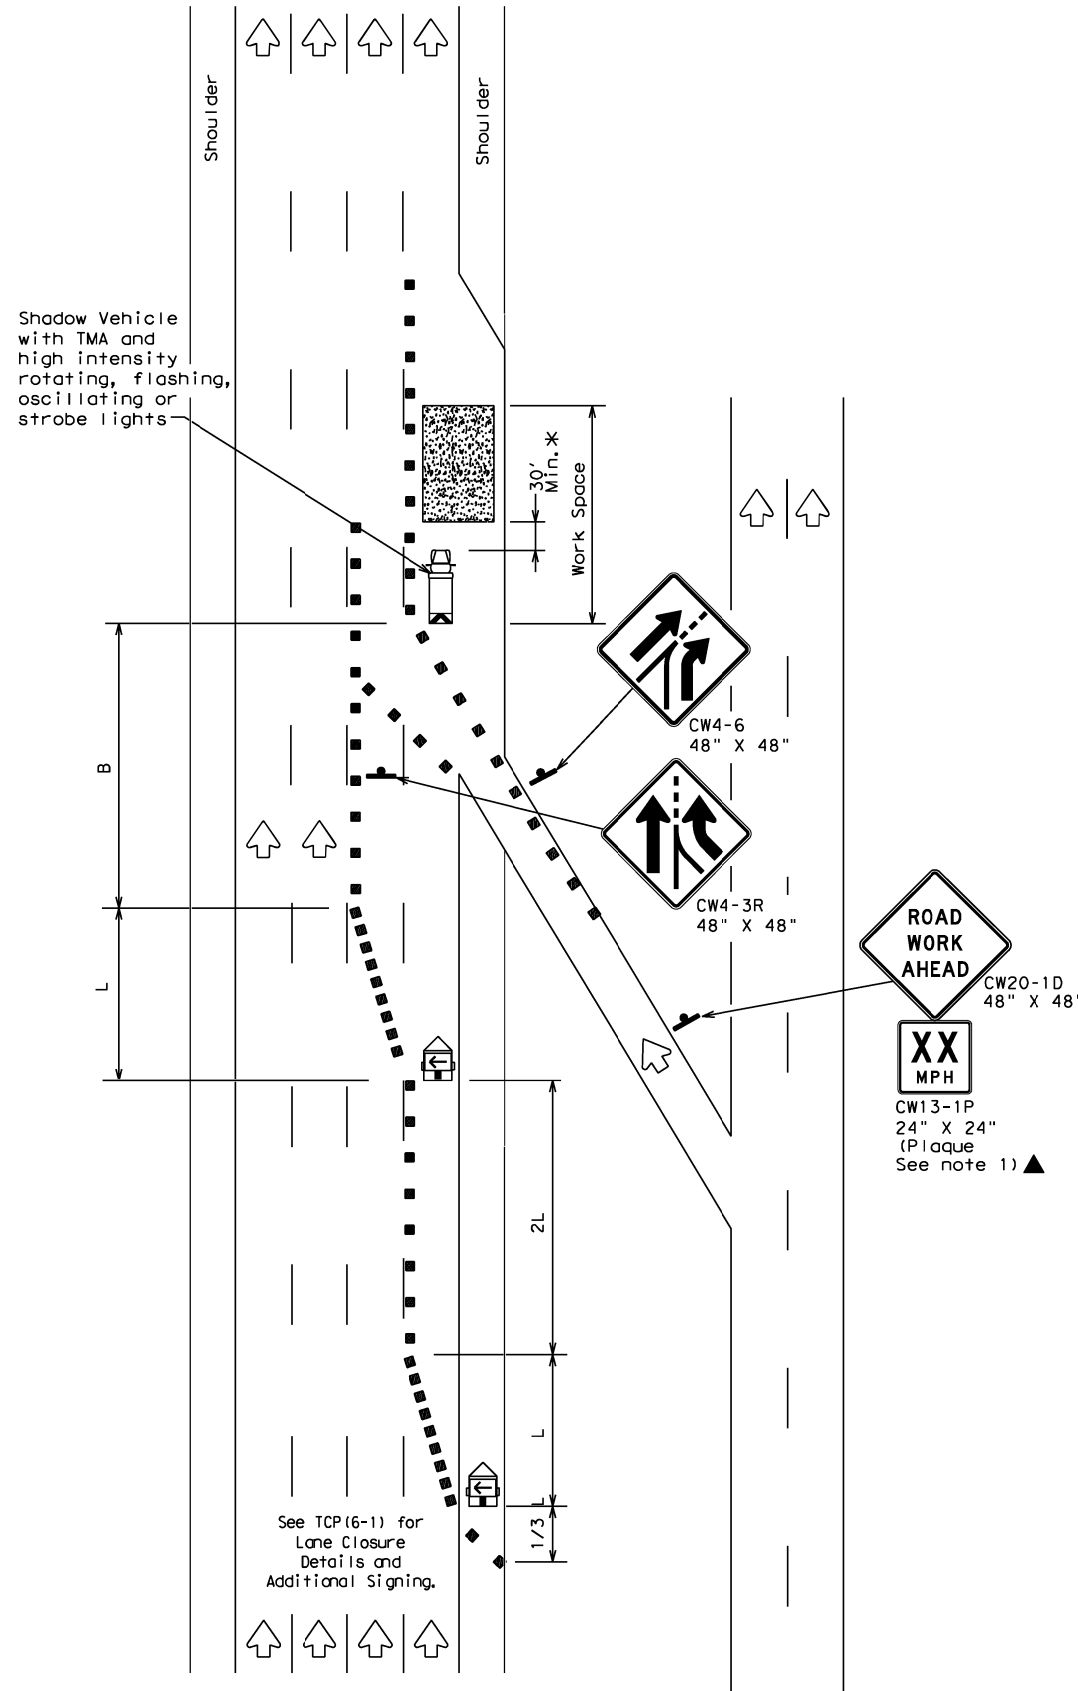 Shoulder
Shoulder
Shadow Vehicle
with TMA and
high intensity
rotating, flashing,
oscillating or
strobe lights
30'
Min.*
Work Space
CW4-6
48" X 48"
B
CW4-3R
48" X 48"
ROAD
WORK
AHEAD
CW20-1D
48" X 48"
L
XX
MPH
CW13-1P
24" X 24"
(Plaque
See note 1)▲
2L
L
1/3 L
See TCP(6-1) for
Lane Closure
Details and
Additional Signing.